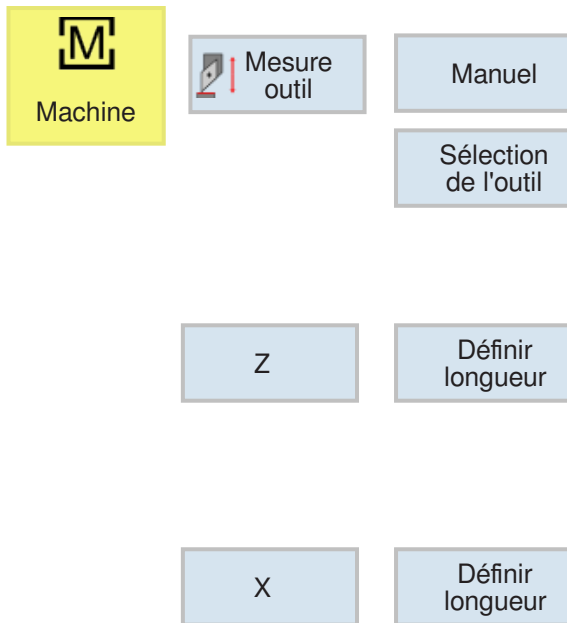 M
Machine
Mesure
outil
Manuel
Sélection
de l'outil
Z
Définir
longueur
X
Définir
longueur